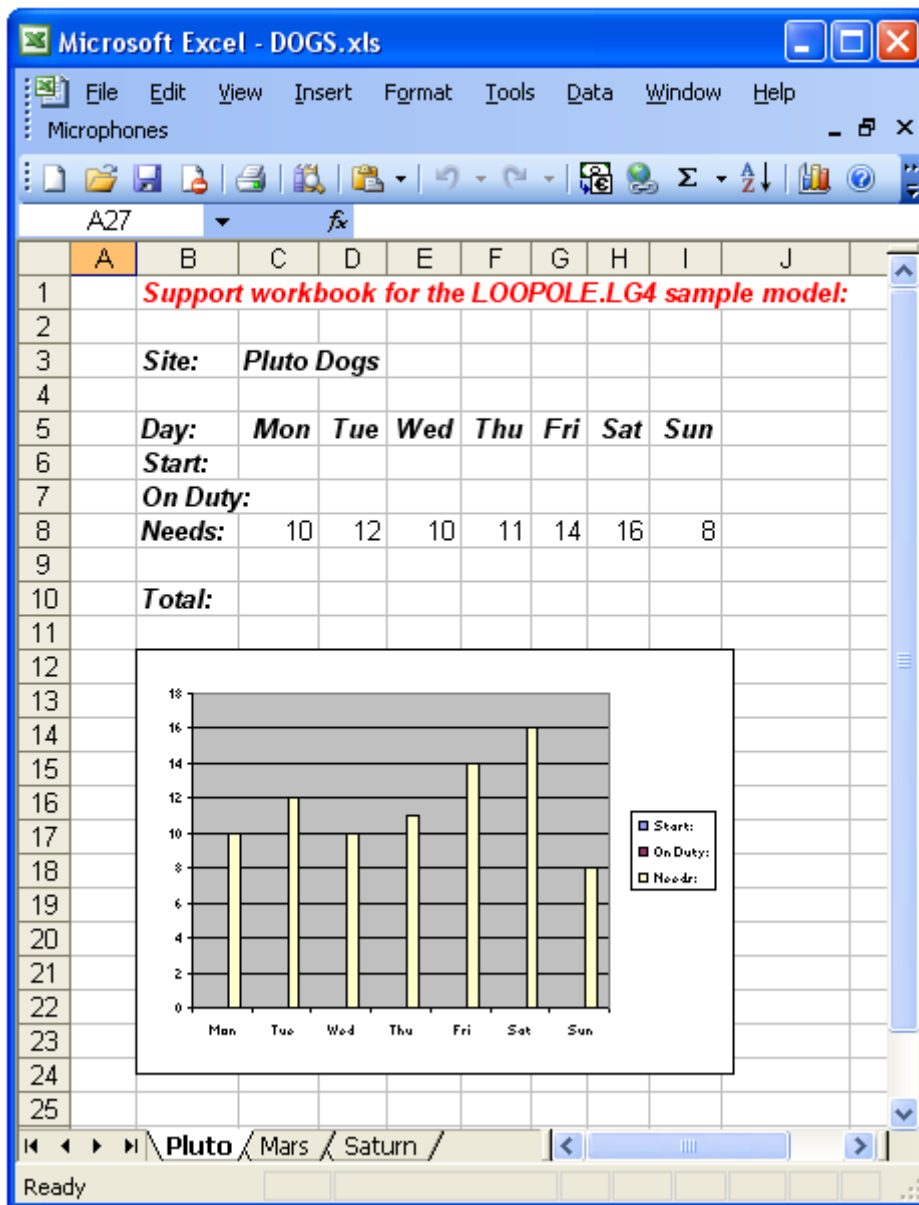 Microsoft Excel - DOGS.xls
File Edit View Insert Format Tools Data Window Help
Microphones
A27 fx
A B C D E F G H I J
1 Support workbook for the LOOPOLE.LG4 sample model:
2
3 Site: Pluto Dogs
4
5 Day: Mon Tue Wed Thu Fri Sat Sun
6 Start:
7 On Duty:
8 Needs: 10 12 10 11 14 16 8
9
10 Total:
11
12
13
14
15
16
17
18
19
20
21
22
23
24
25
18
16
14
12
10
8
6
4
2
0
Mon Tue Wed Thu Fri Sat Sun
Start:
On Duty:
Needs:
Pluto Mars Saturn
Ready